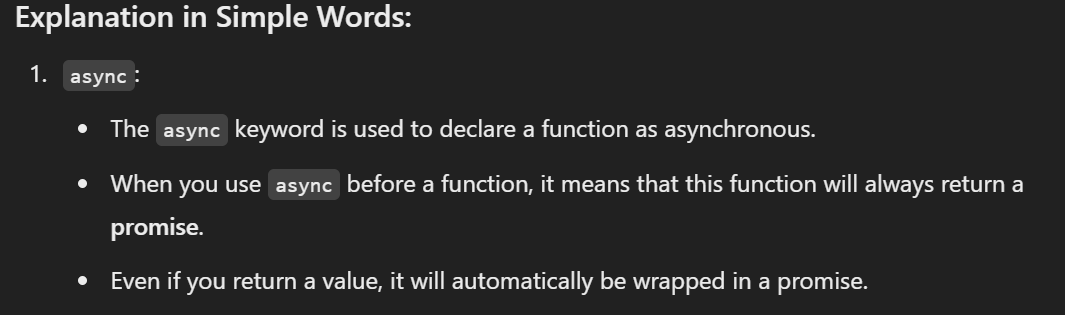 Explanation in Simple Words:
1. async:
• The async keyword is used to declare a function as asynchronous.
• When you use async before a function, it means that this function will always return a
promise.
• Even if you return a value, it will automatically be wrapped in a promise.